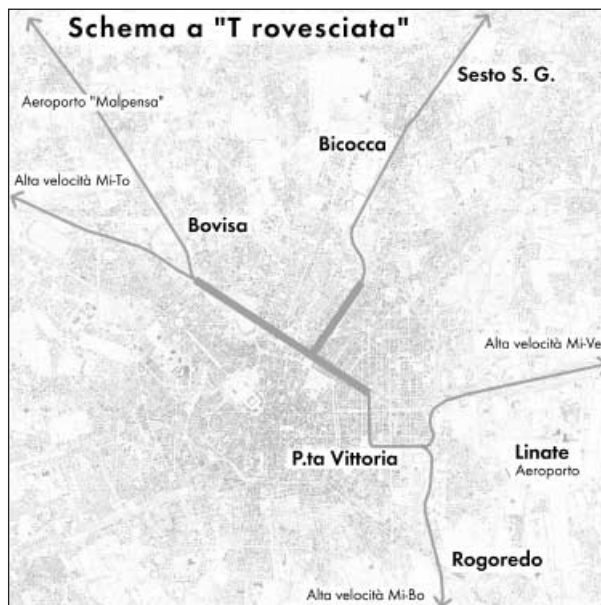 Schema a "T rovesciata"
Sesto S. G.
Aeroporto "Malpensa"
Bicocca
Alta velocità Mi-To
Bovisa
Alta velocità Mi-Ve
P.ta Vittoria
Linate
Aeroporto
Rogoredo
Alta velocità Mi-Bo